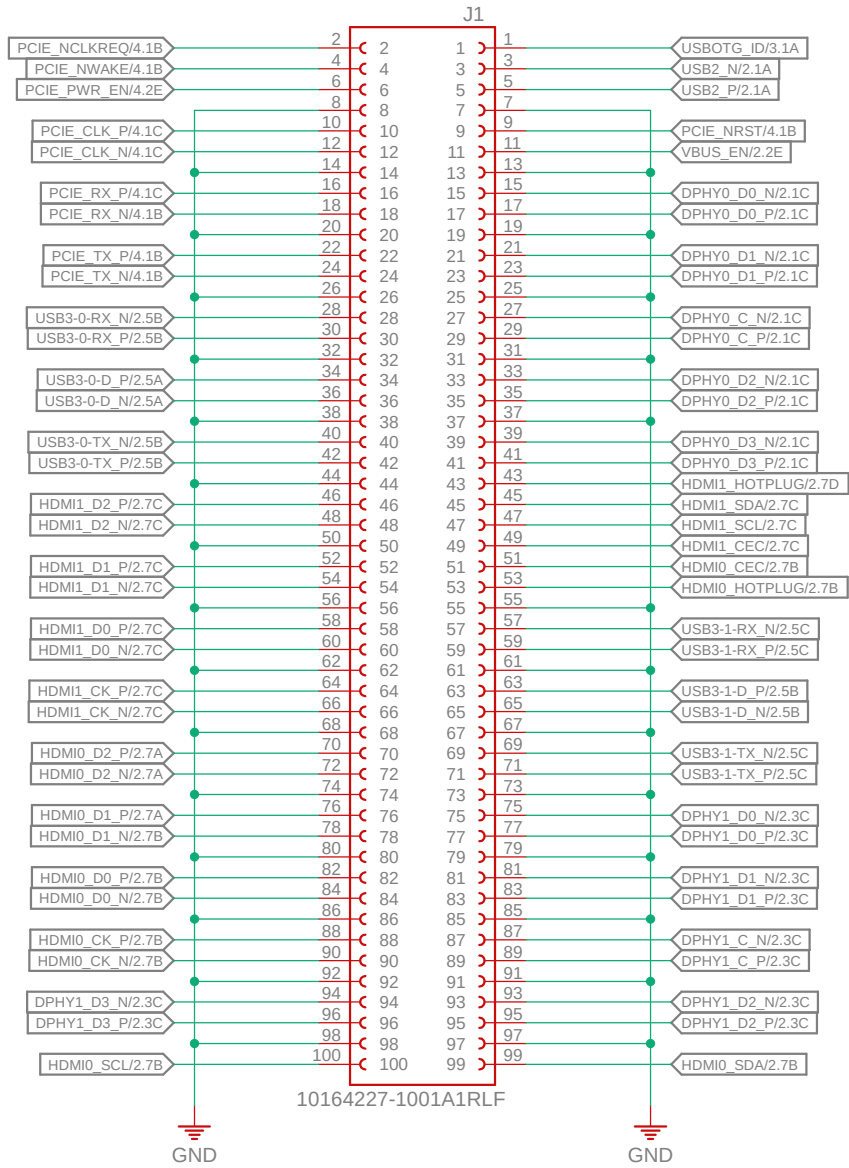 J1
PCIE_NCLKREQ/4.1B 2 2 1 1 USBOTG_ID/3.1A
PCIE_NWAKE/4.1B 4 4 3 3 USB2_N/2.1A
PCIE_PWR_EN/4.2E 6 6 5 5 USB2_P/2.1A
8 8 7 7
PCIE_CLK_P/4.1C 10 10 9 9 PCIE_NRST/4.1B
PCIE_CLK_N/4.1C 12 12 11 11 VBUS_EN/2.2E
14 14 13 13
PCIE_RX_P/4.1C 16 16 15 15 DPHY0_D0_N/2.1C
PCIE_RX_N/4.1B 18 18 17 17 DPHY0_D0_P/2.1C
20 20 19 19
PCIE_TX_P/4.1B 22 22 21 21 DPHY0_D1_N/2.1C
PCIE_TX_N/4.1B 24 24 23 23 DPHY0_D1_P/2.1C
26 26 25 25
USB3-0-RX_N/2.5B 28 28 27 27 DPHY0_C_N/2.1C
USB3-0-RX_P/2.5B 30 30 29 29 DPHY0_C_P/2.1C
32 32 31 31
USB3-0-D_P/2.5A 34 34 33 33 DPHY0_D2_N/2.1C
USB3-0-D_N/2.5A 36 36 35 35 DPHY0_D2_P/2.1C
38 38 37 37
USB3-0-TX_N/2.5B 40 40 39 39 DPHY0_D3_N/2.1C
USB3-0-TX_P/2.5B 42 42 41 41 DPHY0_D3_P/2.1C
44 44 43 43 HDMI1_HOTPLUG/2.7D
HDMI1_D2_P/2.7C 46 46 45 45 HDMI1_SDA/2.7C
HDMI1_D2_N/2.7C 48 48 47 47 HDMI1_SCL/2.7C
50 50 49 49 HDMI1_CEC/2.7C
HDMI1_D1_P/2.7C 52 52 51 51 HDMI0_CEC/2.7B
HDMI1_D1_N/2.7C 54 54 53 53 HDMI0_HOTPLUG/2.7B
56 56 55 55
HDMI1_D0_P/2.7C 58 58 57 57 USB3-1-RX_N/2.5C
HDMI1_D0_N/2.7C 60 60 59 59 USB3-1-RX_P/2.5C
62 62 61 61
HDMI1_CK_P/2.7C 64 64 63 63 USB3-1-D_P/2.5B
HDMI1_CK_N/2.7C 66 66 65 65 USB3-1-D_N/2.5B
68 68 67 67
HDMI0_D2_P/2.7A 70 70 69 69 USB3-1-TX_N/2.5C
HDMI0_D2_N/2.7A 72 72 71 71 USB3-1-TX_P/2.5C
74 74 73 73
HDMI0_D1_P/2.7A 76 76 75 75 DPHY1_D0_N/2.3C
HDMI0_D1_N/2.7B 78 78 77 77 DPHY1_D0_P/2.3C
80 80 79 79
HDMI0_D0_P/2.7B 82 82 81 81 DPHY1_D1_N/2.3C
HDMI0_D0_N/2.7B 84 84 83 83 DPHY1_D1_P/2.3C
86 86 85 85
HDMI0_CK_P/2.7B 88 88 87 87 DPHY1_C_N/2.3C
HDMI0_CK_N/2.7B 90 90 89 89 DPHY1_C_P/2.3C
92 92 91 91
DPHY1_D3_N/2.3C 94 94 93 93 DPHY1_D2_N/2.3C
DPHY1_D3_P/2.3C 96 96 95 95 DPHY1_D2_P/2.3C
98 98 97 97
HDMI0_SCL/2.7B 100 100 99 99 HDMI0_SDA/2.7B
10164227-1001A1RLF
GND GND